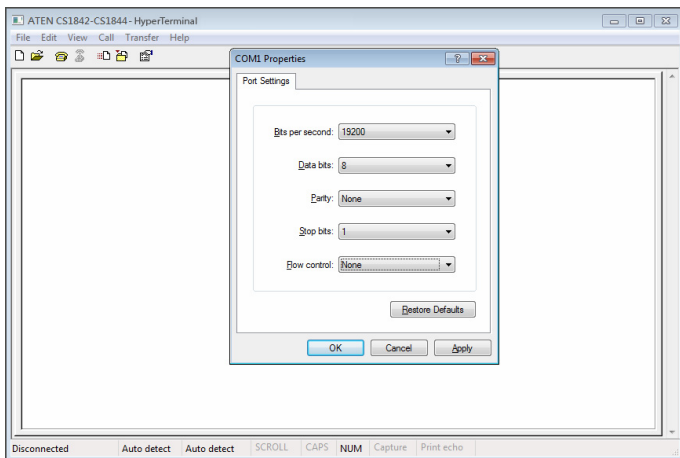 ATEN CS1842-CS1844 - HyperTerminal
File Edit View Call Transfer Help
COM1 Properties
Port Settings
Bits per second: 19200
Data bits: 8
Parity: None
Stop bits: 1
Flow control: None
Restore Defaults
OK Cancel Apply
Disconnected Auto detect Auto detect SCROLL CAPS NUM Capture Print echo